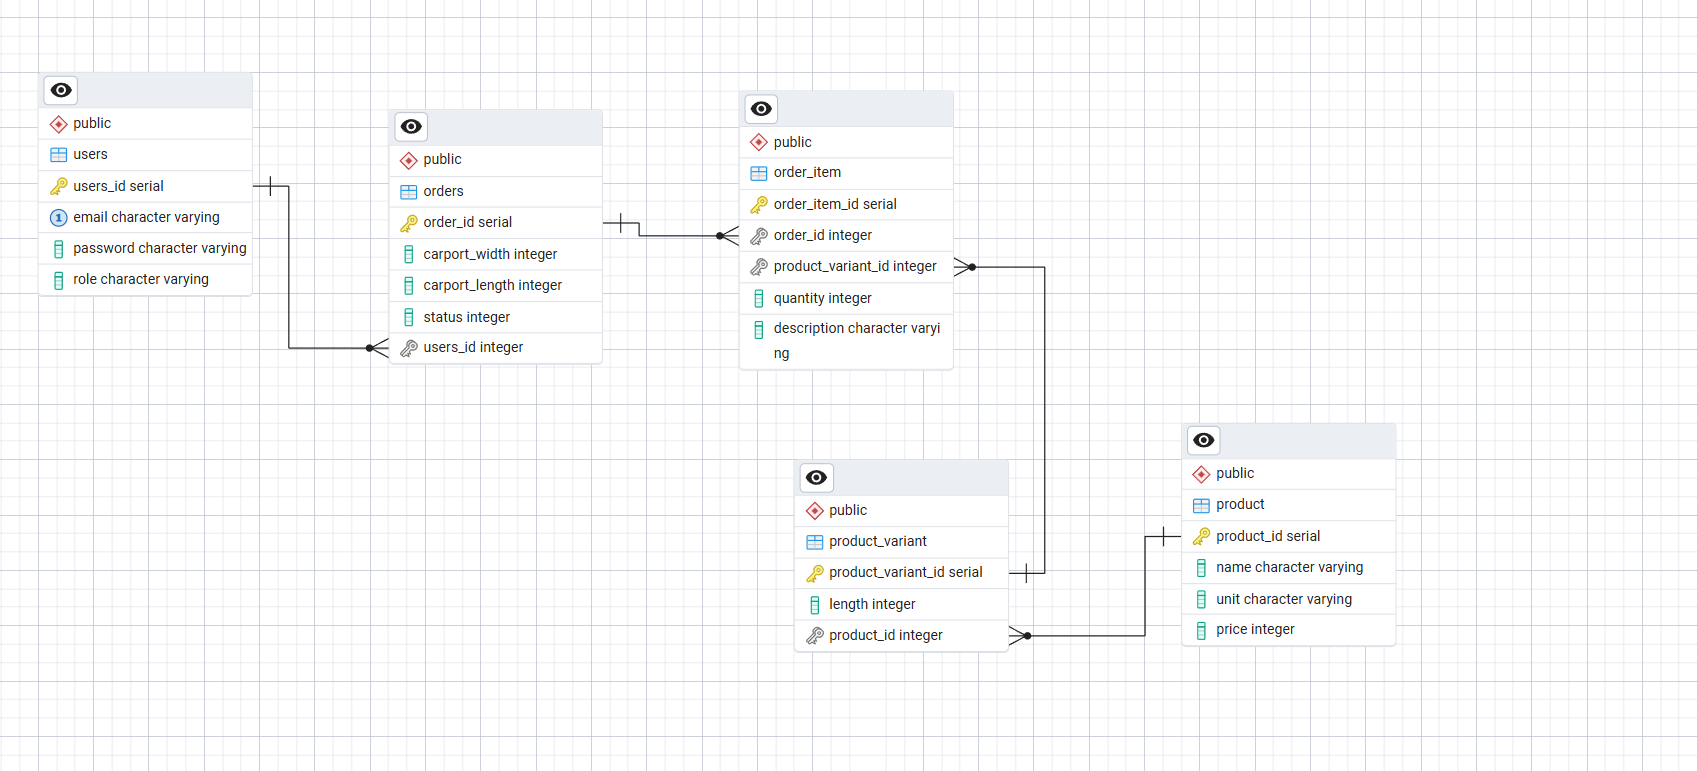 public
users
users_id serial
1 email character varying
password character varying
role character varying
public
orders
order_id serial
carport_width integer
carport_length integer
status integer
users_id integer
public
order_item
order_item_id serial
order_id integer
product_variant_id integer
quantity integer
description character varyi
ng
public
product_variant
product_variant_id serial
length integer
product_id integer
public
product
product_id serial
name character varying
unit character varying
price integer